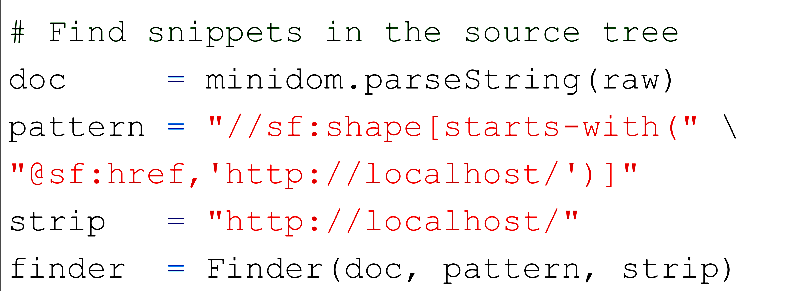 # Find snippets in the source tree
doc     = minidom.parseString(raw)
pattern = "//sf:shape[starts-with(" \
"@sf:href,'http://localhost/')]"
strip   = "http://localhost/"
finder  = Finder(doc, pattern, strip)